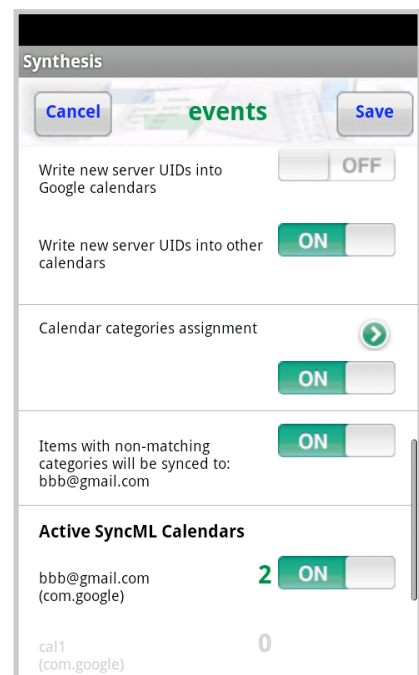 Synthesis
Cancel
events
Save
Write new server UIDs into
Google calendars
OFF
Write new server UIDs into other
calendars
ON
Calendar categories assignment
ON
Items with non-matching
categories will be synced to:
bbb@gmail.com
ON
Active SyncML Calendars
bbb@gmail.com
(com.google)
2
ON
cal1
(com.google)
0